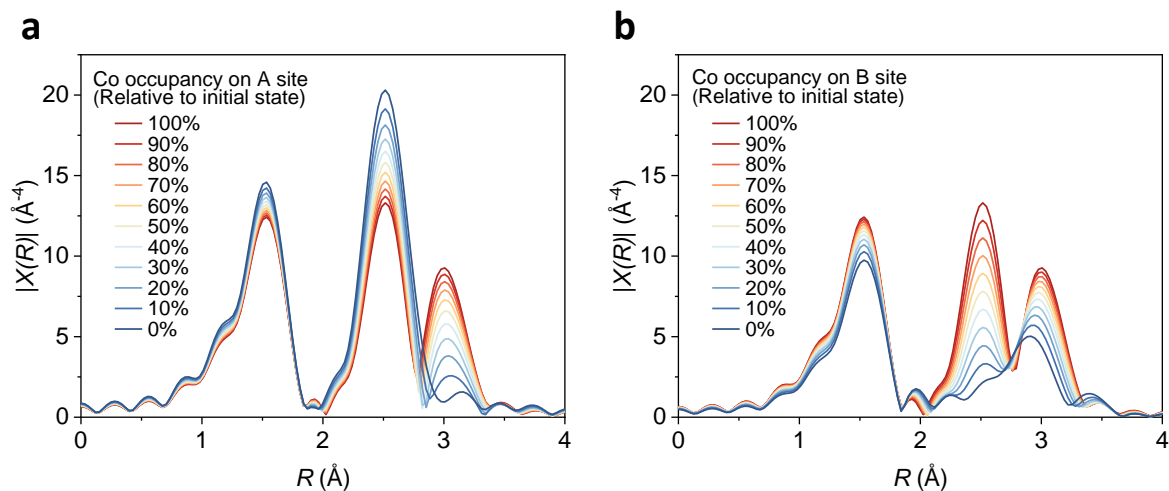 a
Co occupancy on A site
(Relative to initial state)
100%
90%
80%
70%
60%
50%
40%
30%
20%
10%
0%
20
15
10
5
0
|X(R)| (Å⁻⁴)
0 1 2 3 4
R (Å)
b
Co occupancy on B site
(Relative to initial state)
100%
90%
80%
70%
60%
50%
40%
30%
20%
10%
0%
20
15
10
5
0
|X(R)| (Å⁻⁴)
0 1 2 3 4
R (Å)